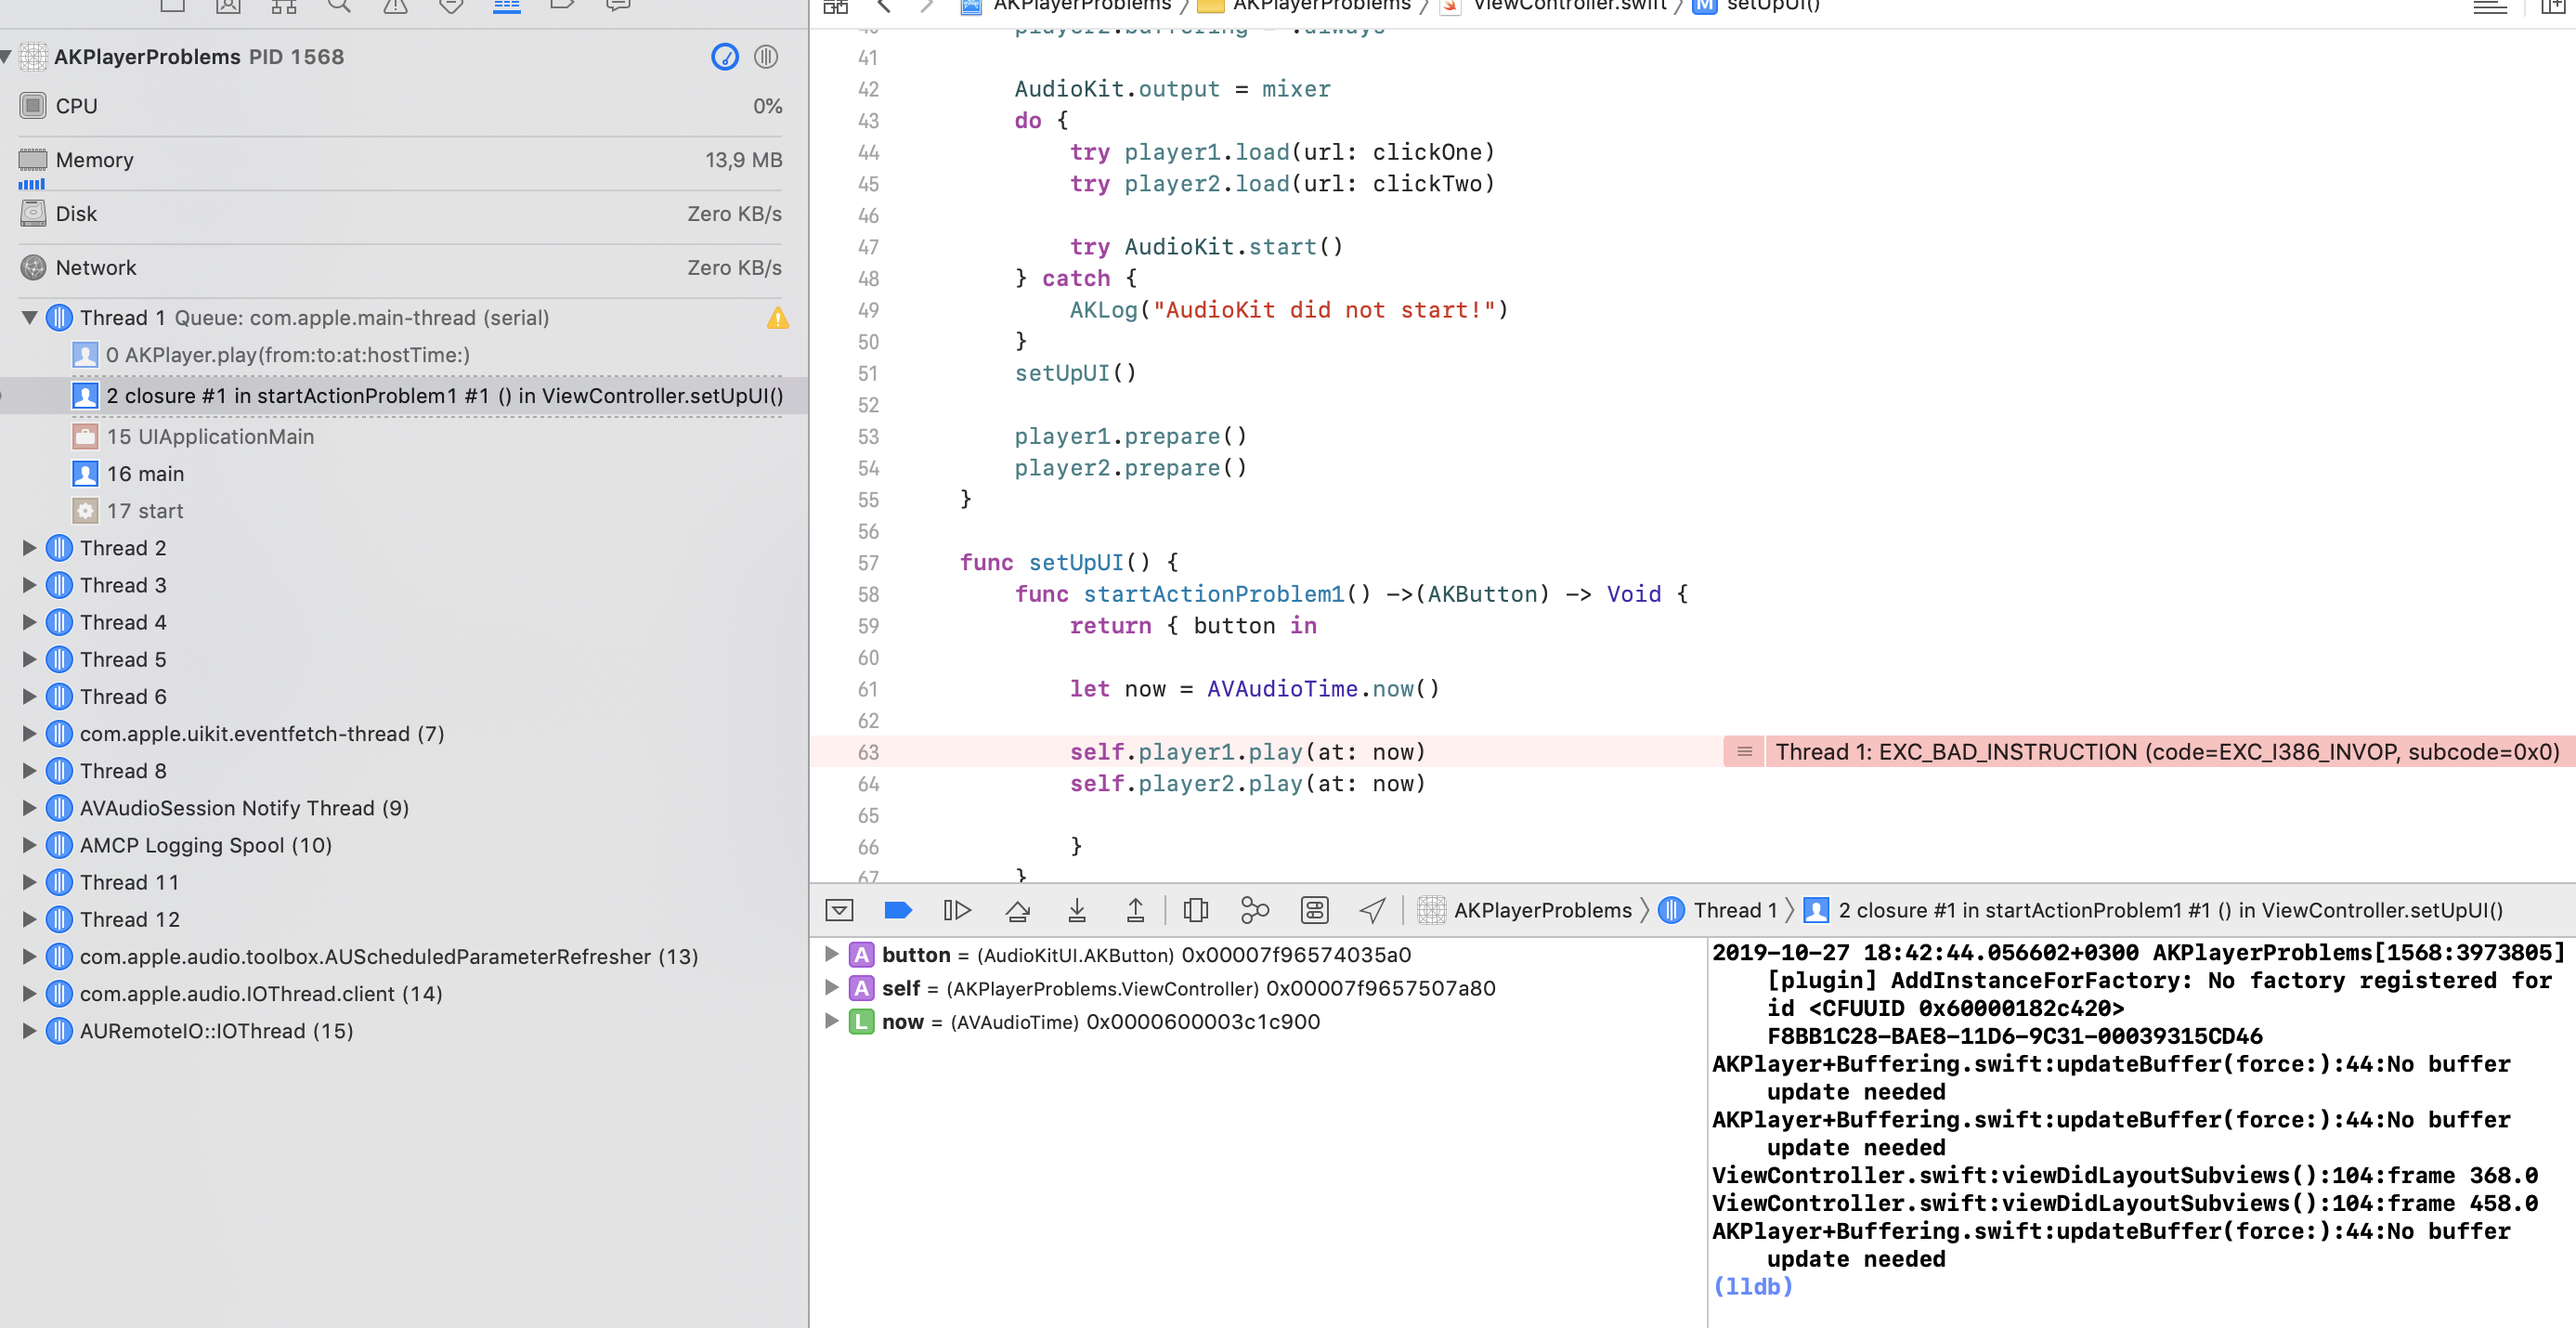 AKPlayerProblems PID 1568
CPU 0%
Memory 13,9 MB
Disk Zero KB/s
Network Zero KB/s
Thread 1 Queue: com.apple.main-thread (serial)
0 AKPlayer.play(from:to:at:hostTime:)
2 closure #1 in startActionProblem1 #1 () in ViewController.setUpUI()
15 UIApplicationMain
16 main
17 start
Thread 2
Thread 3
Thread 4
Thread 5
Thread 6
com.apple.uikit.eventfetch-thread (7)
Thread 8
AVAudioSession Notify Thread (9)
AMCP Logging Spool (10)
Thread 11
Thread 12
com.apple.audio.toolbox.AUScheduledParameterRefresher (13)
com.apple.audio.IOThread.client (14)
AURemoteIO::IOThread (15)
AKPlayerProblems AKPlayerProblems ViewController.swift M setUpUI()
40 player2.buffering = .always
41
42 AudioKit.output = mixer
43 do {
44 try player1.load(url: clickOne)
45 try player2.load(url: clickTwo)
46
47 try AudioKit.start()
48 } catch {
49 AKLog("AudioKit did not start!")
50 }
51 setUpUI()
52
53 player1.prepare()
54 player2.prepare()
55 }
56
57 func setUpUI() {
58 func startActionProblem1() ->(AKButton) -> Void {
59 return { button in
60
61 let now = AVAudioTime.now()
62
63 self.player1.play(at: now) Thread 1: EXC_BAD_INSTRUCTION (code=EXC_I386_INVOP, subcode=0x0)
64 self.player2.play(at: now)
65
66 }
67 }
AKPlayerProblems Thread 1 2 closure #1 in startActionProblem1 #1 () in ViewController.setUpUI()
A button = (AudioKitUI.AKButton) 0x00007f96574035a0
A self = (AKPlayerProblems.ViewController) 0x00007f9657507a80
L now = (AVAudioTime) 0x0000600003c1c900
2019-10-27 18:42:44.056602+0300 AKPlayerProblems[1568:3973805]
[plugin] AddInstanceForFactory: No factory registered for
id <CFUUID 0x60000182c420>
F8BB1C28-BAE8-11D6-9C31-00039315CD46
AKPlayer+Buffering.swift:updateBuffer(force:):44:No buffer
update needed
AKPlayer+Buffering.swift:updateBuffer(force:):44:No buffer
update needed
ViewController.swift:viewDidLayoutSubviews():104:frame 368.0
ViewController.swift:viewDidLayoutSubviews():104:frame 458.0
AKPlayer+Buffering.swift:updateBuffer(force:):44:No buffer
update needed
(lldb)